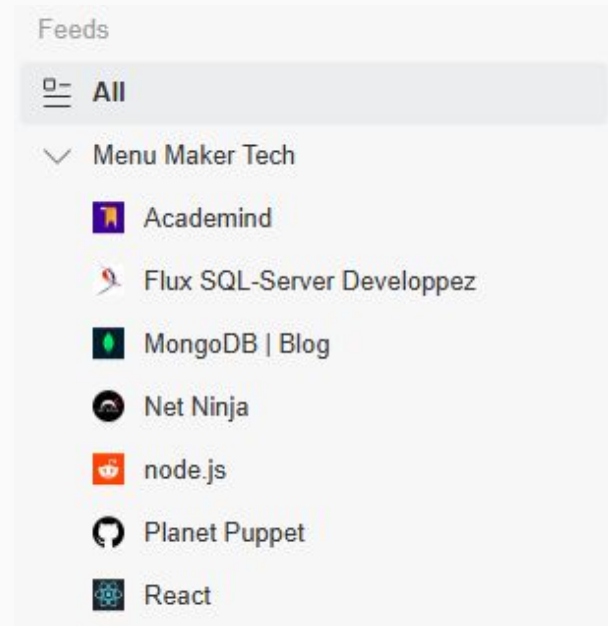 Feeds
All
Menu Maker Tech
Academind
Flux SQL-Server Developpez
MongoDB | Blog
Net Ninja
node.js
Planet Puppet
React